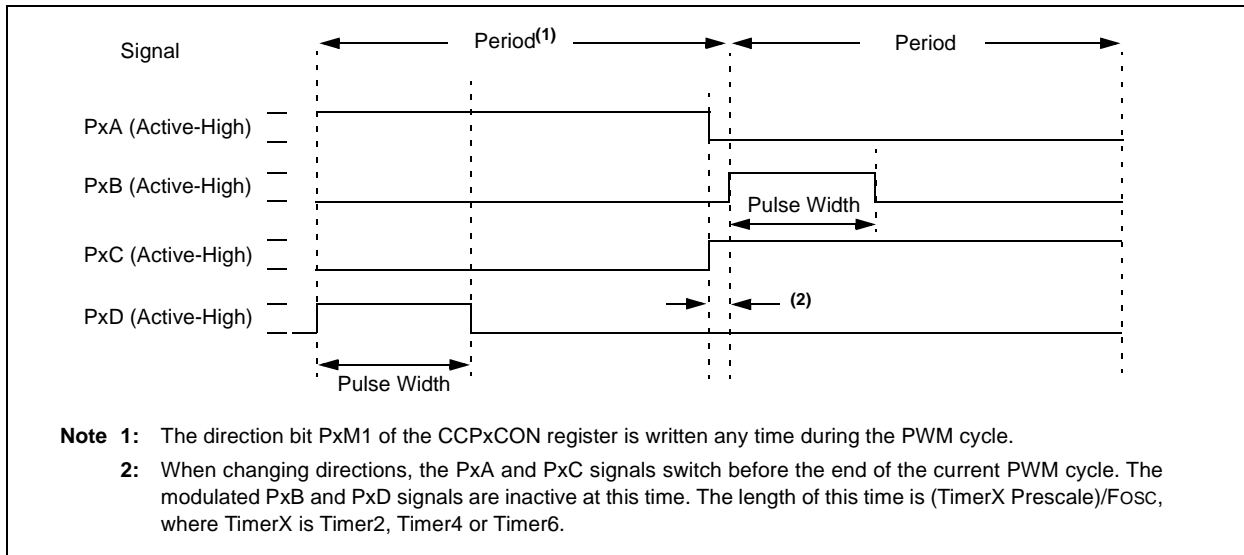 Signal
Period(1)
Period
PxA (Active-High)
PxB (Active-High)
Pulse Width
PxC (Active-High)
(2)
PxD (Active-High)
Pulse Width
Note 1: The direction bit PxM1 of the CCPxCON register is written any time during the PWM cycle.
2: When changing directions, the PxA and PxC signals switch before the end of the current PWM cycle. The
modulated PxB and PxD signals are inactive at this time. The length of this time is (TimerX Prescale)/FOSC,
where TimerX is Timer2, Timer4 or Timer6.